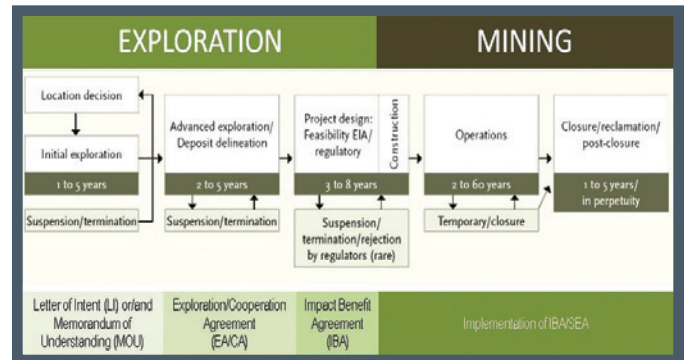 EXPLORATION
MINING
Location decision
Initial exploration
1 to 5 years
Suspension/termination
Advanced exploration/
Deposit delineation
2 to 5 years
Suspension/termination
Project design:
Feasibility EIA/
regulatory
Construction
3 to 8 years
Suspension/
termination/rejection
by regulators (rare)
Operations
2 to 60 years
Temporary/closure
Closure/reclamation/
post-closure
1 to 5 years/
in perpetuity
Letter of Intent (LI) or/and
Memorandum of
Understanding (MOU)
Exploration/Cooperation
Agreement
(EA/CA)
Impact Benefit
Agreement
(IBA)
Implementation of IBA/SEA